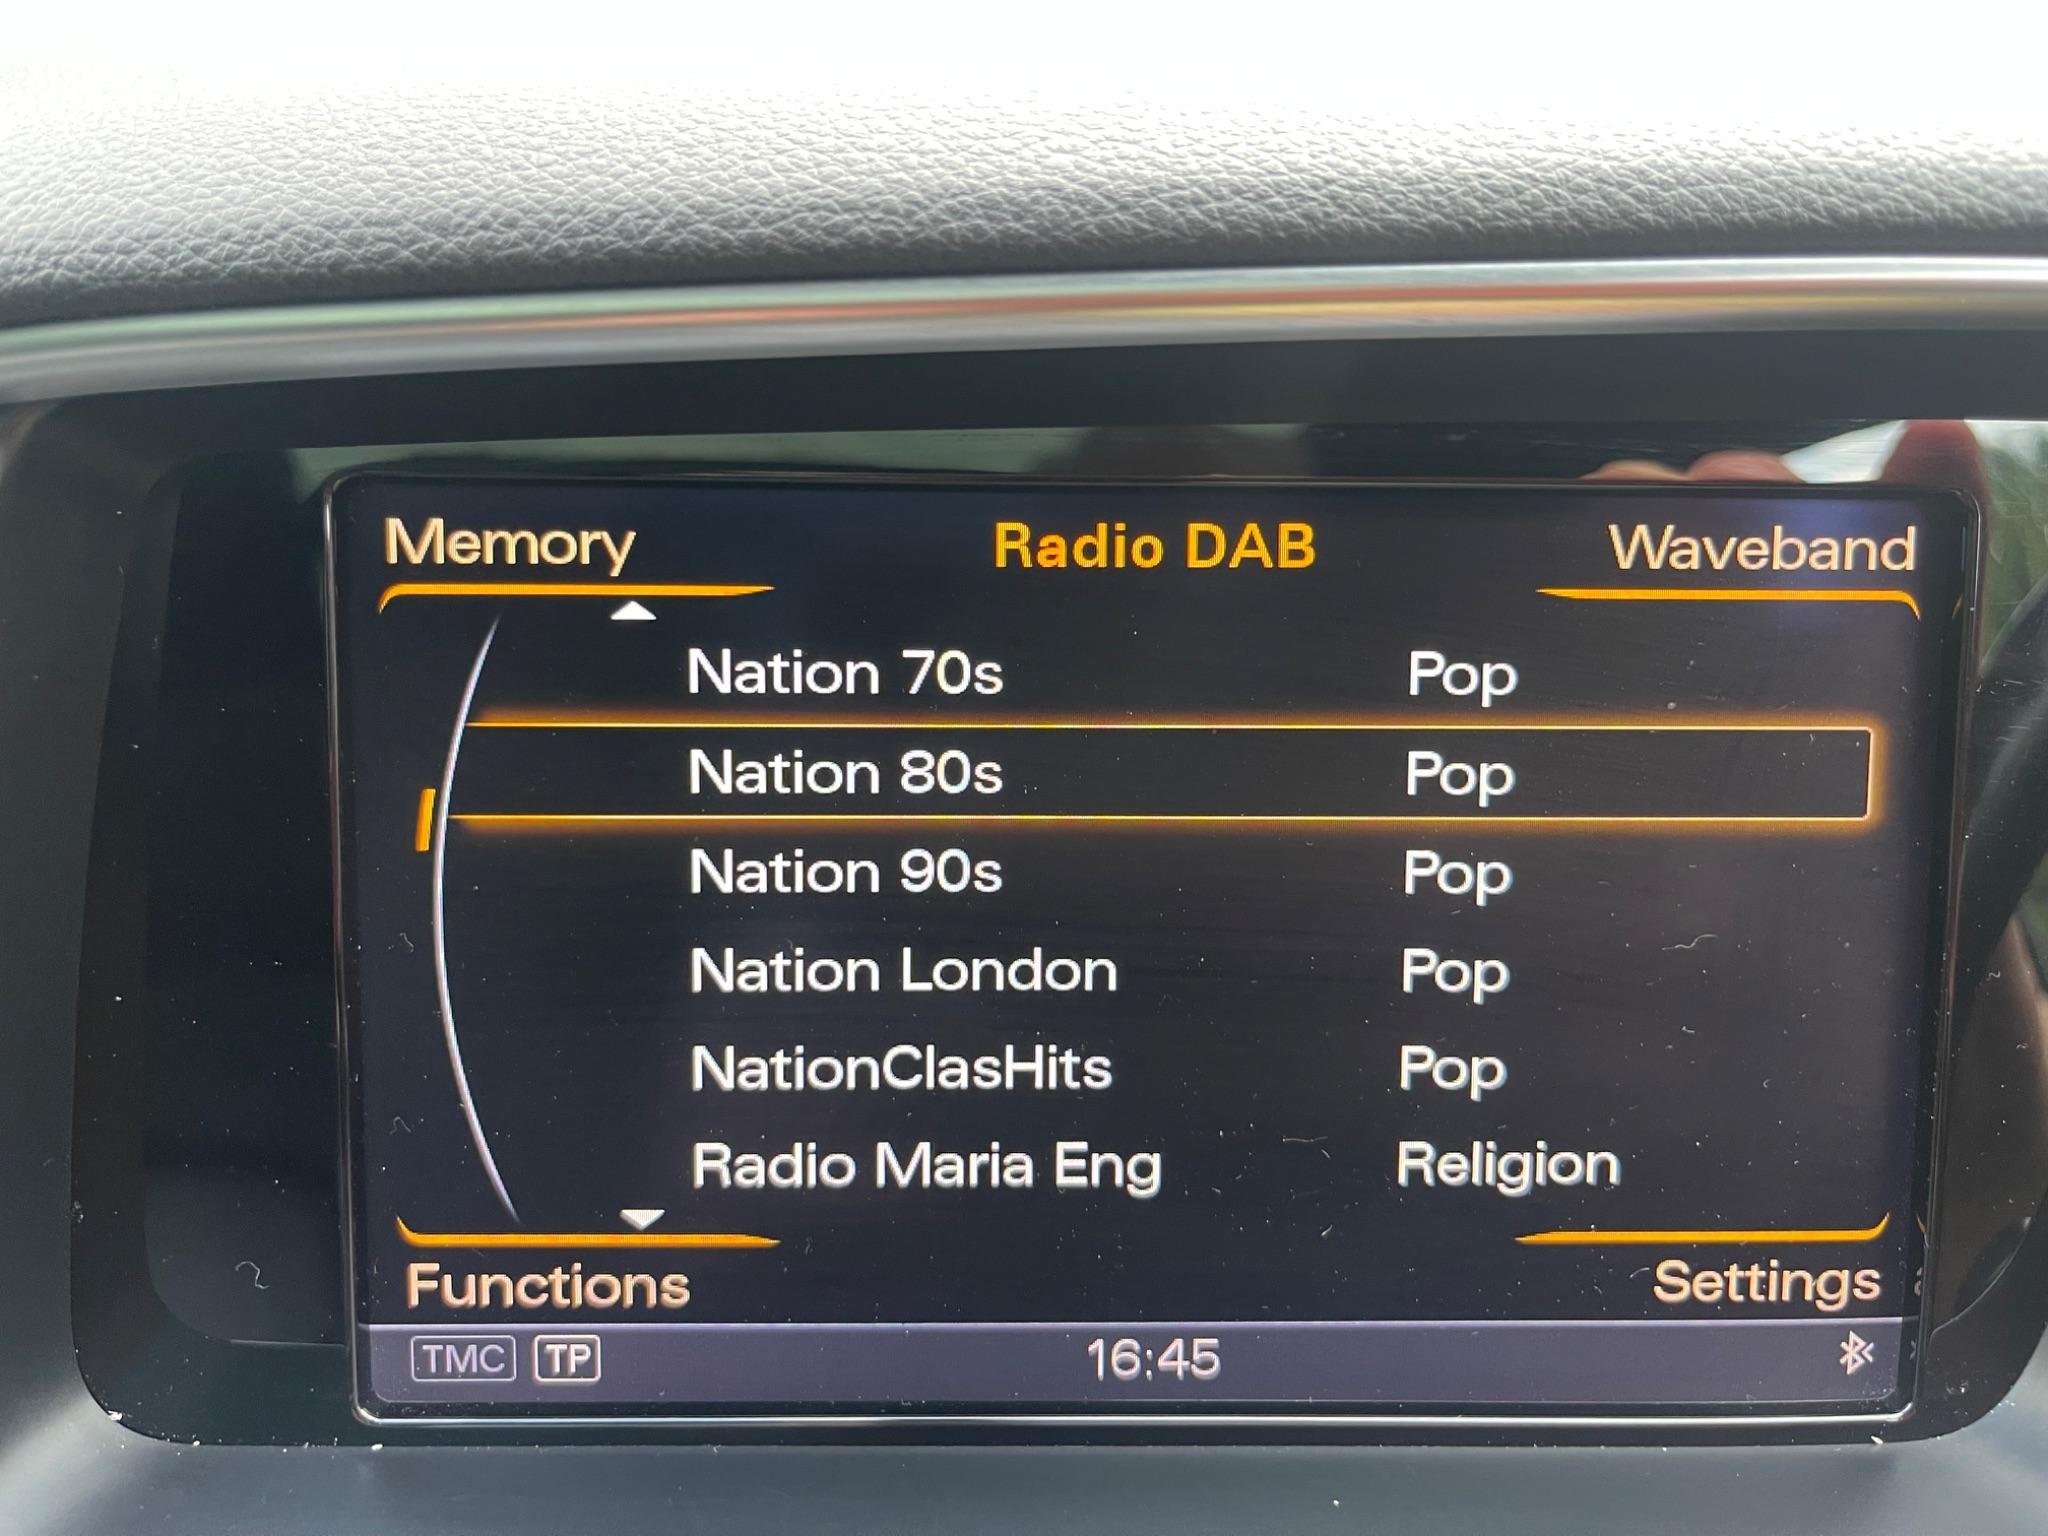 Memory Radio DAB Waveband
Nation 70s Pop
Nation 80s Pop
Nation 90s Pop
Nation London Pop
NationClasHits Pop
Radio Maria Eng Religion
Functions Settings
TMC TP 16:45